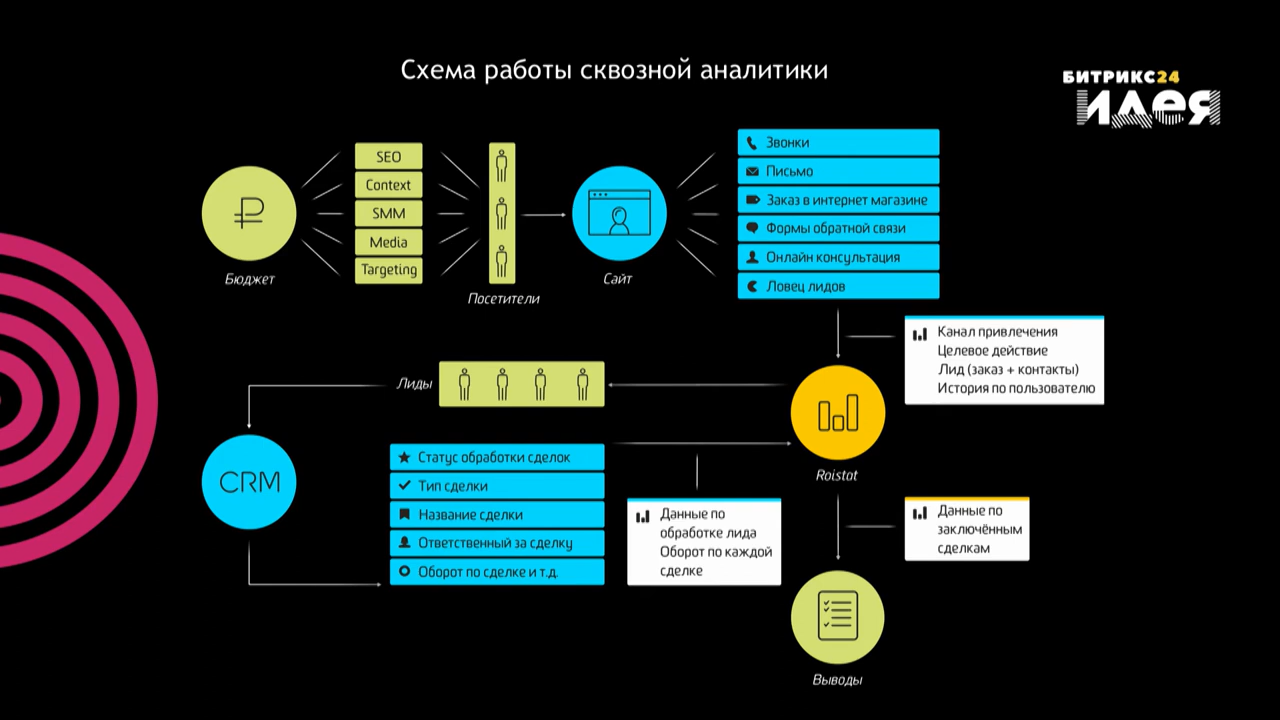 Схема работы сквозной аналитики
БИТРИКС24
идея
SEO
Context
SMM
Media
Targeting
Бюджет
Посетители
Сайт
Звонки
Письмо
Заказ в интернет магазине
Формы обратной связи
Онлайн консультация
Ловец лидов
Канал привлечения
Целевое действие
Лид (заказ + контакты)
История по пользователю
Лиды
Roistat
CRM
Статус обработки сделок
Тип сделки
Название сделки
Ответственный за сделку
Оборот по сделке и т.д.
Данные по
обработке лида
Оборот по каждой
сделке
Данные по
заключённым
сделкам
Выводы